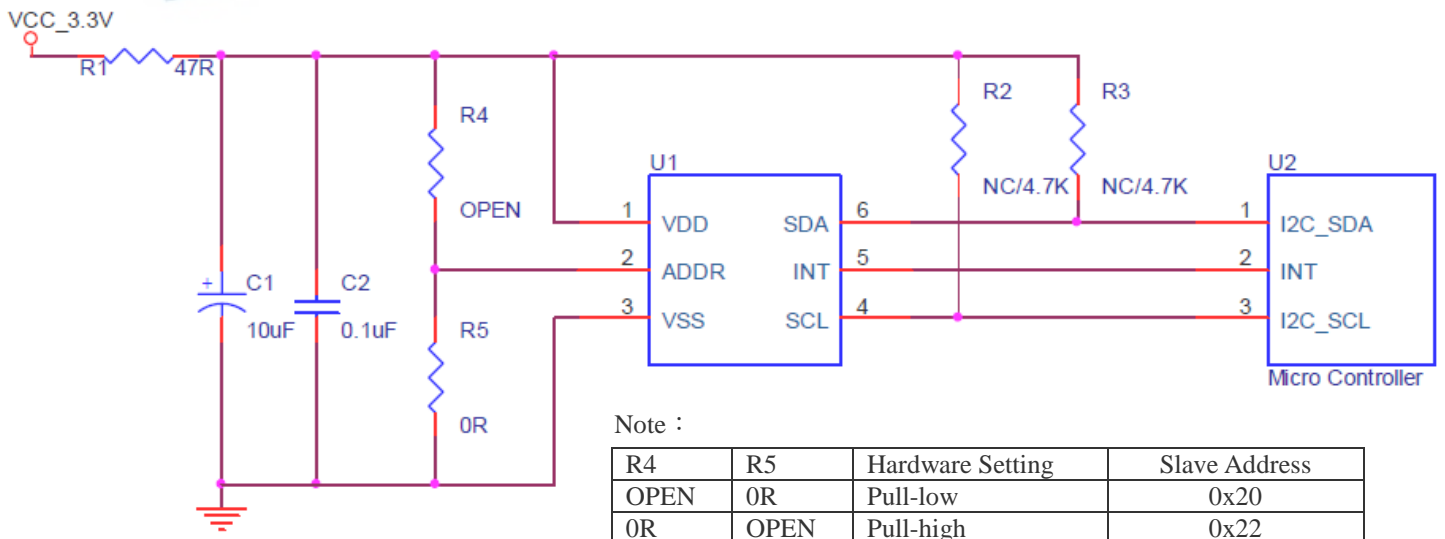 VCC_3.3V
R1
47R
R4
OPEN
R2
NC/4.7K
R3
NC/4.7K
U1
1
VDD
SDA
6
2
ADDR
INT
5
3
VSS
SCL
4
U2
1
I2C_SDA
2
INT
3
I2C_SCL
Micro Controller
+
C1
10uF
C2
0.1uF
R5
0R
Note：
R4 R5 Hardware Setting Slave Address
OPEN 0R Pull-low 0x20
0R OPEN Pull-high 0x22